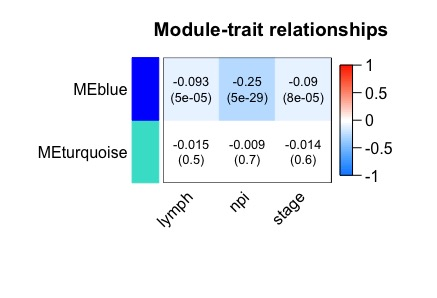 Module-trait relationships
MEblue
-0.093 -0.25 -0.09
(5e-05) (5e-29) (8e-05)
MEturquoise
-0.015 -0.009 -0.014
(0.5) (0.7) (0.6)
lymph npi stage
1
0.5
0
-0.5
-1